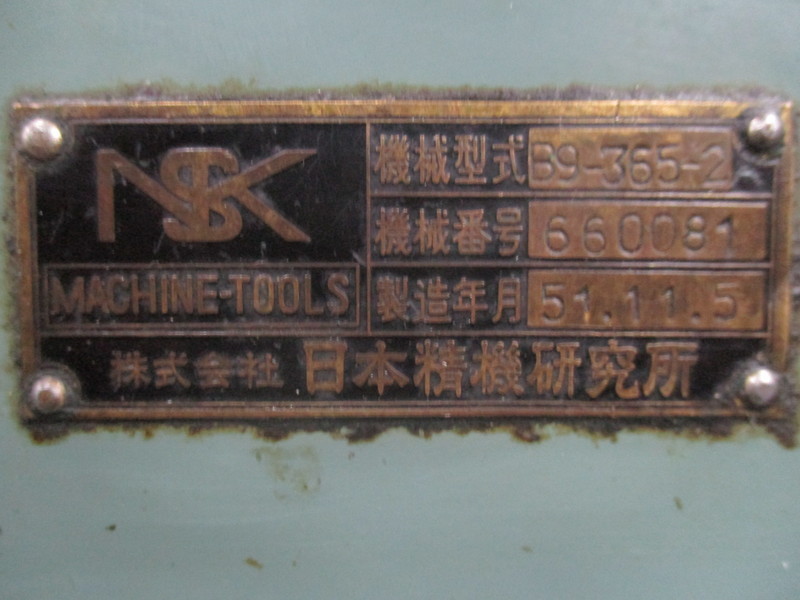 NSK
MACHINE-TOOLS
機械型式 B9-365-2
機械番号 660081
製造年月 51.11.5
株式会社 日本精機研究所